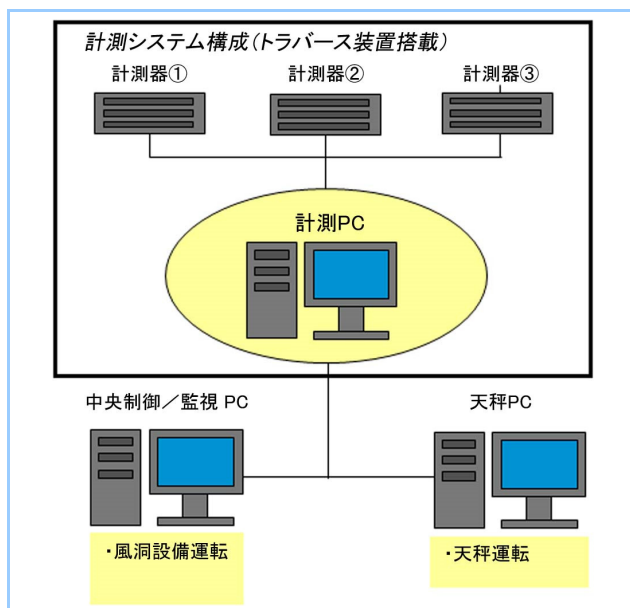 計測システム構成（トラバース装置搭載）
計測器① 計測器② 計測器③
計測PC
中央制御／監視 PC 天秤PC
・風洞設備運転 ・天秤運転